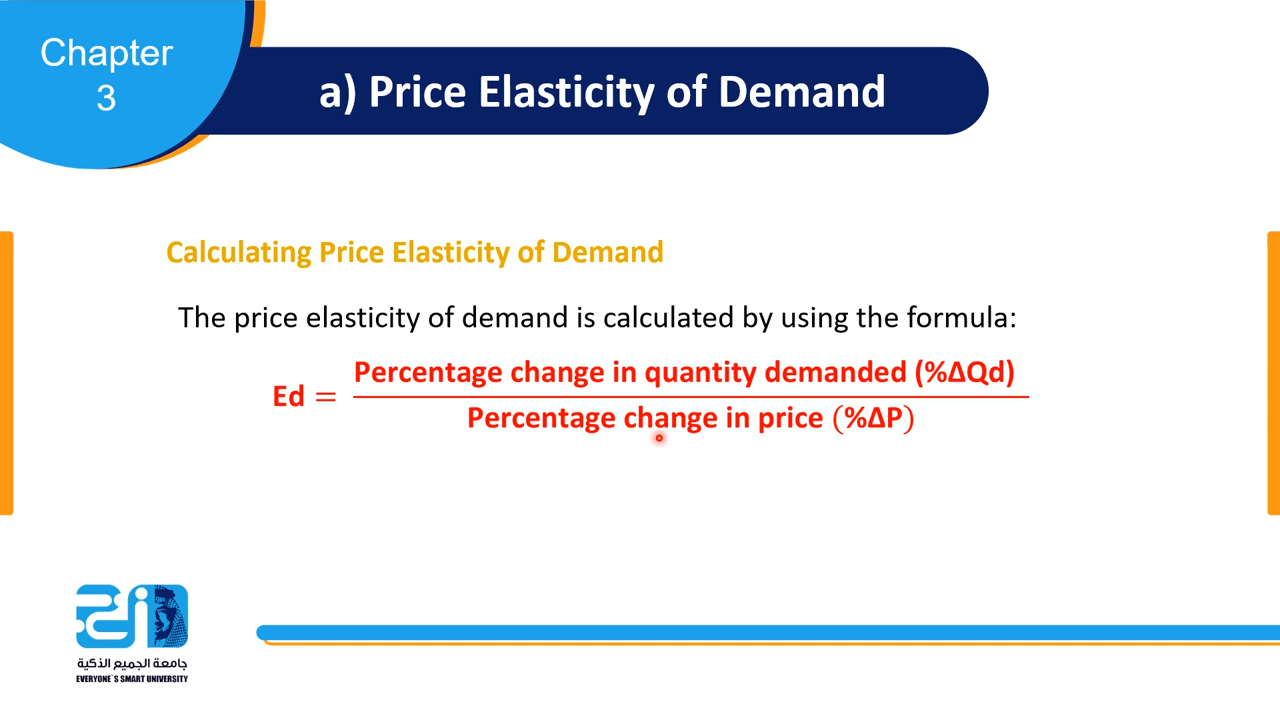 Chapter
3
a) Price Elasticity of Demand
Calculating Price Elasticity of Demand
The price elasticity of demand is calculated by using the formula:
Ed = Percentage change in quantity demanded (%ΔQd)
Percentage change in price (%ΔP)
جامعة الجميع الذكية
EVERYONE`S SMART UNIVERSITY